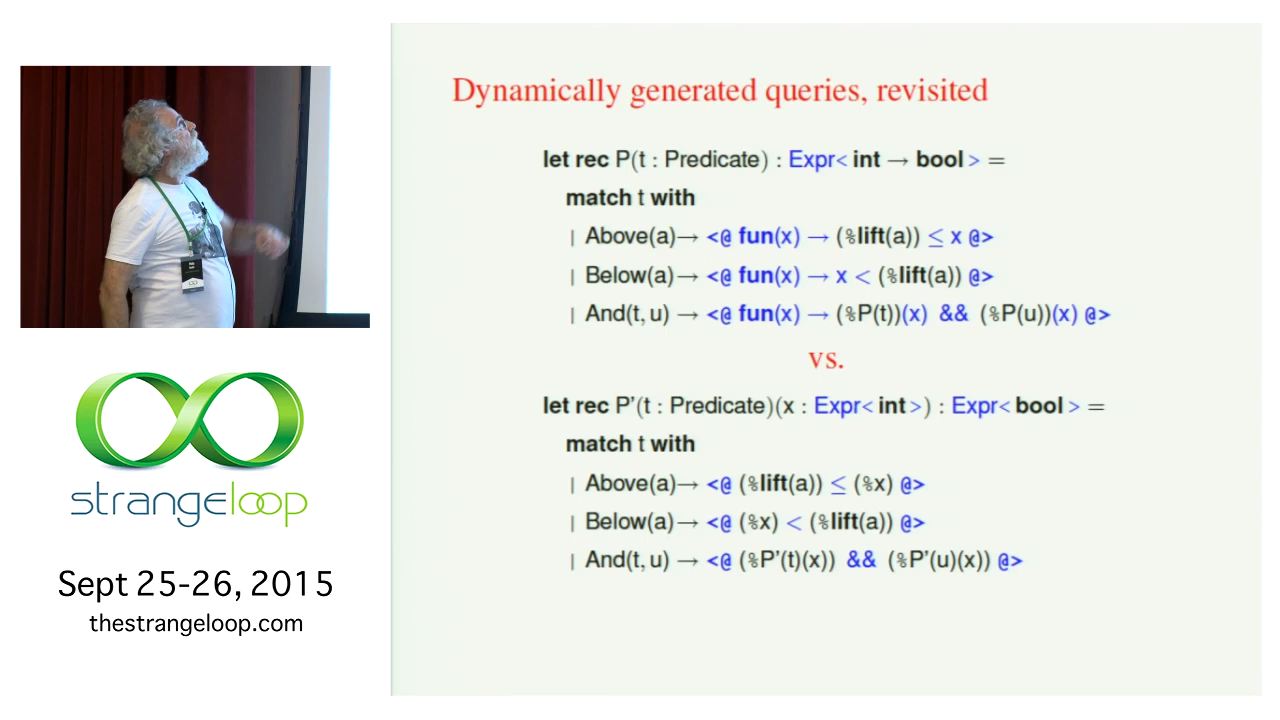 Dynamically generated queries, revisited
let rec P(t : Predicate) : Expr< int → bool > =
match t with
| Above(a)→ <@ fun(x) → (%lift(a)) ≤ x @>
| Below(a)→ <@ fun(x) → x < (%lift(a)) @>
| And(t, u) → <@ fun(x) → (%P(t))(x) && (%P(u))(x) @>
vs.
let rec P'(t : Predicate)(x : Expr< int >) : Expr< bool > =
match t with
| Above(a)→ <@ (%lift(a)) ≤ (%x) @>
| Below(a)→ <@ (%x) < (%lift(a)) @>
| And(t, u) → <@ (%P'(t)(x)) && (%P'(u)(x)) @>
strangeloop
Sept 25-26, 2015
thestrangeloop.com